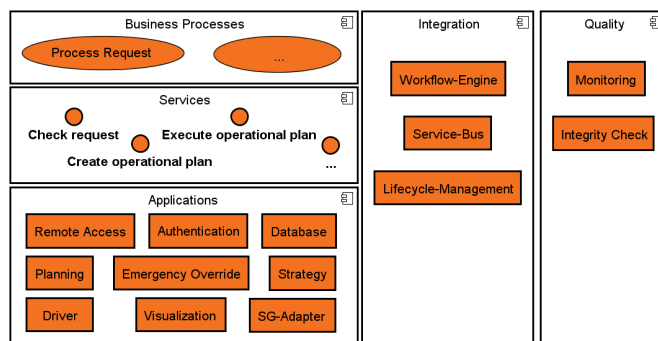 Business Processes
Process Request
...
Services
Check request
Execute operational plan
Create operational plan
...
Applications
Remote Access
Authentication
Database
Planning
Emergency Override
Strategy
Driver
Visualization
SG-Adapter
Integration
Workflow-Engine
Service-Bus
Lifecycle-Management
Quality
Monitoring
Integrity Check